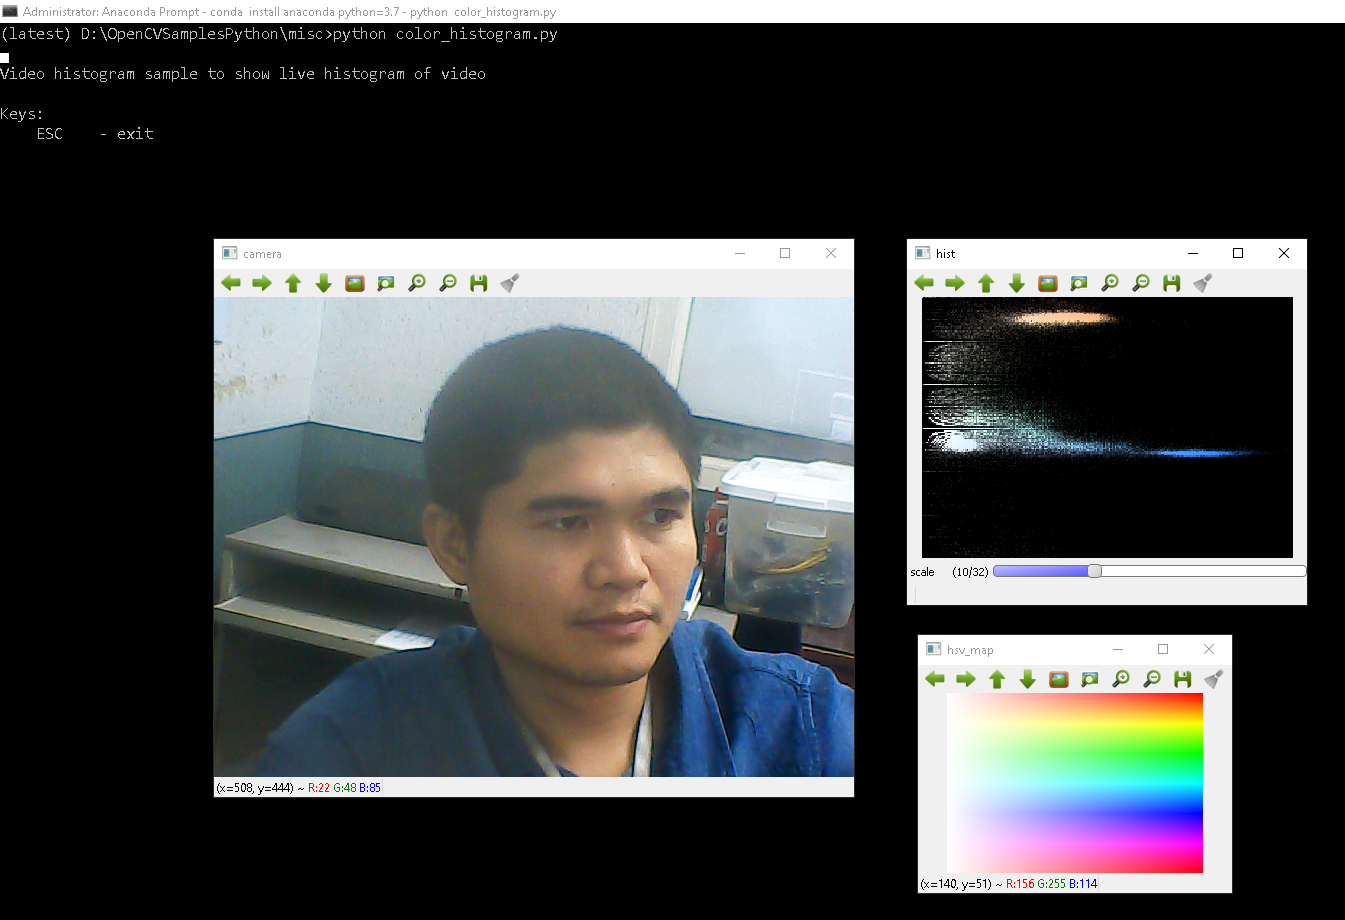 Administrator: Anaconda Prompt - conda install anaconda python=3.7 - python color_histogram.py
(latest) D:\OpenCVSamplesPython\misc>python color_histogram.py
Video histogram sample to show live histogram of video
Keys:
ESC - exit
camera
(x=508, y=444) ~ R:22 G:48 B:85
hist
scale (10/32)
hsv_map
(x=140, y=51) ~ R:156 G:255 B:114